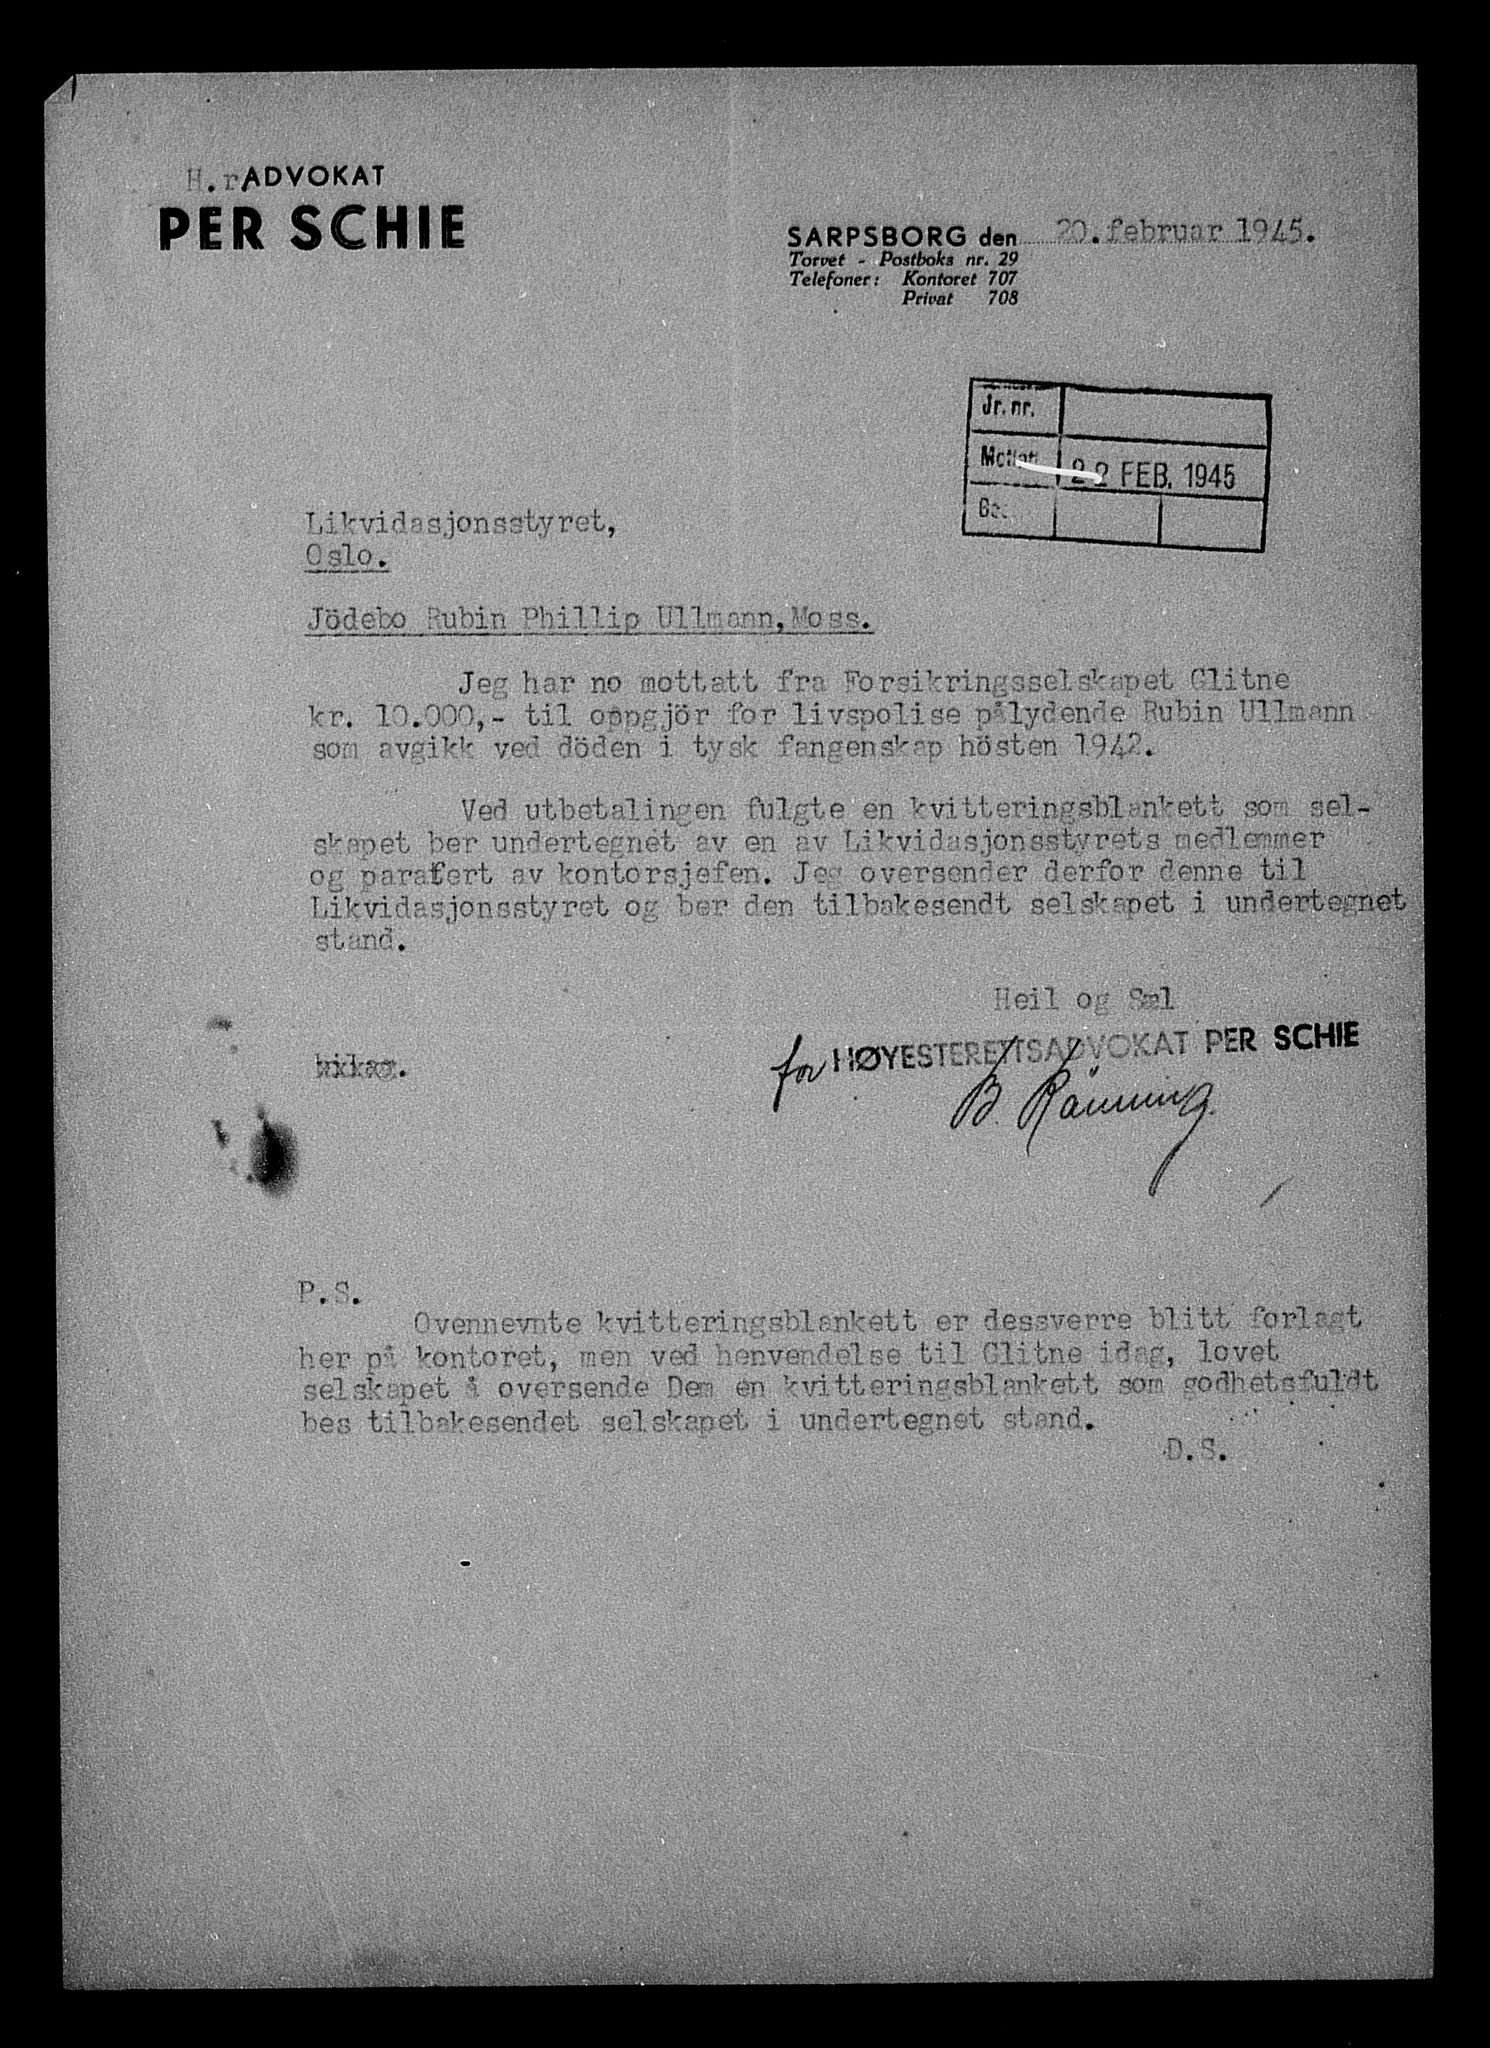 H.r.ADVOKAT
PER SCHIE
SARPSBORG den 20.februar 1945.
Torvet - Postboks nr. 29
Telefoner: Kontoret 707
Privat 708
Jr. nr.
Mottatt 22 FEB. 1945
Likvidasjonsstyret,
Oslo.
Jödebo Rubin Phillip Ullmann, Moss.
Jeg har no mottatt fra Forsikringsselskapet Glitne
kr. 10.000,- til oppgjör for livspolise pålydende Rubin Ullmann
som avgikk ved döden i tysk fangenskap hösten 1942.
Ved utbetalingen fulgte en kvitteringsblankett som sel-
skapet ber undertegnet av en av Likvidasjonsstyrets medlemmer
og parafert av kontorsjefen. Jeg oversender derfor denne til
Likvidasjonsstyret og ber den tilbakesendt selskapet i undertegnet
stand.
Heil og Sæl
for HØYESTERETTSADVOKAT PER SCHIE
B. Rönning.
P.S.
Ovennevnte kvitteringsblankett er dessverre blitt forlagt
her på kontoret, men ved henvendelse til Glitne idag, lovet
selskapet å oversende Dem en kvitteringsblankett som godhetsfuldt
bes tilbakesendet selskapet i undertegnet stand.
D.S.